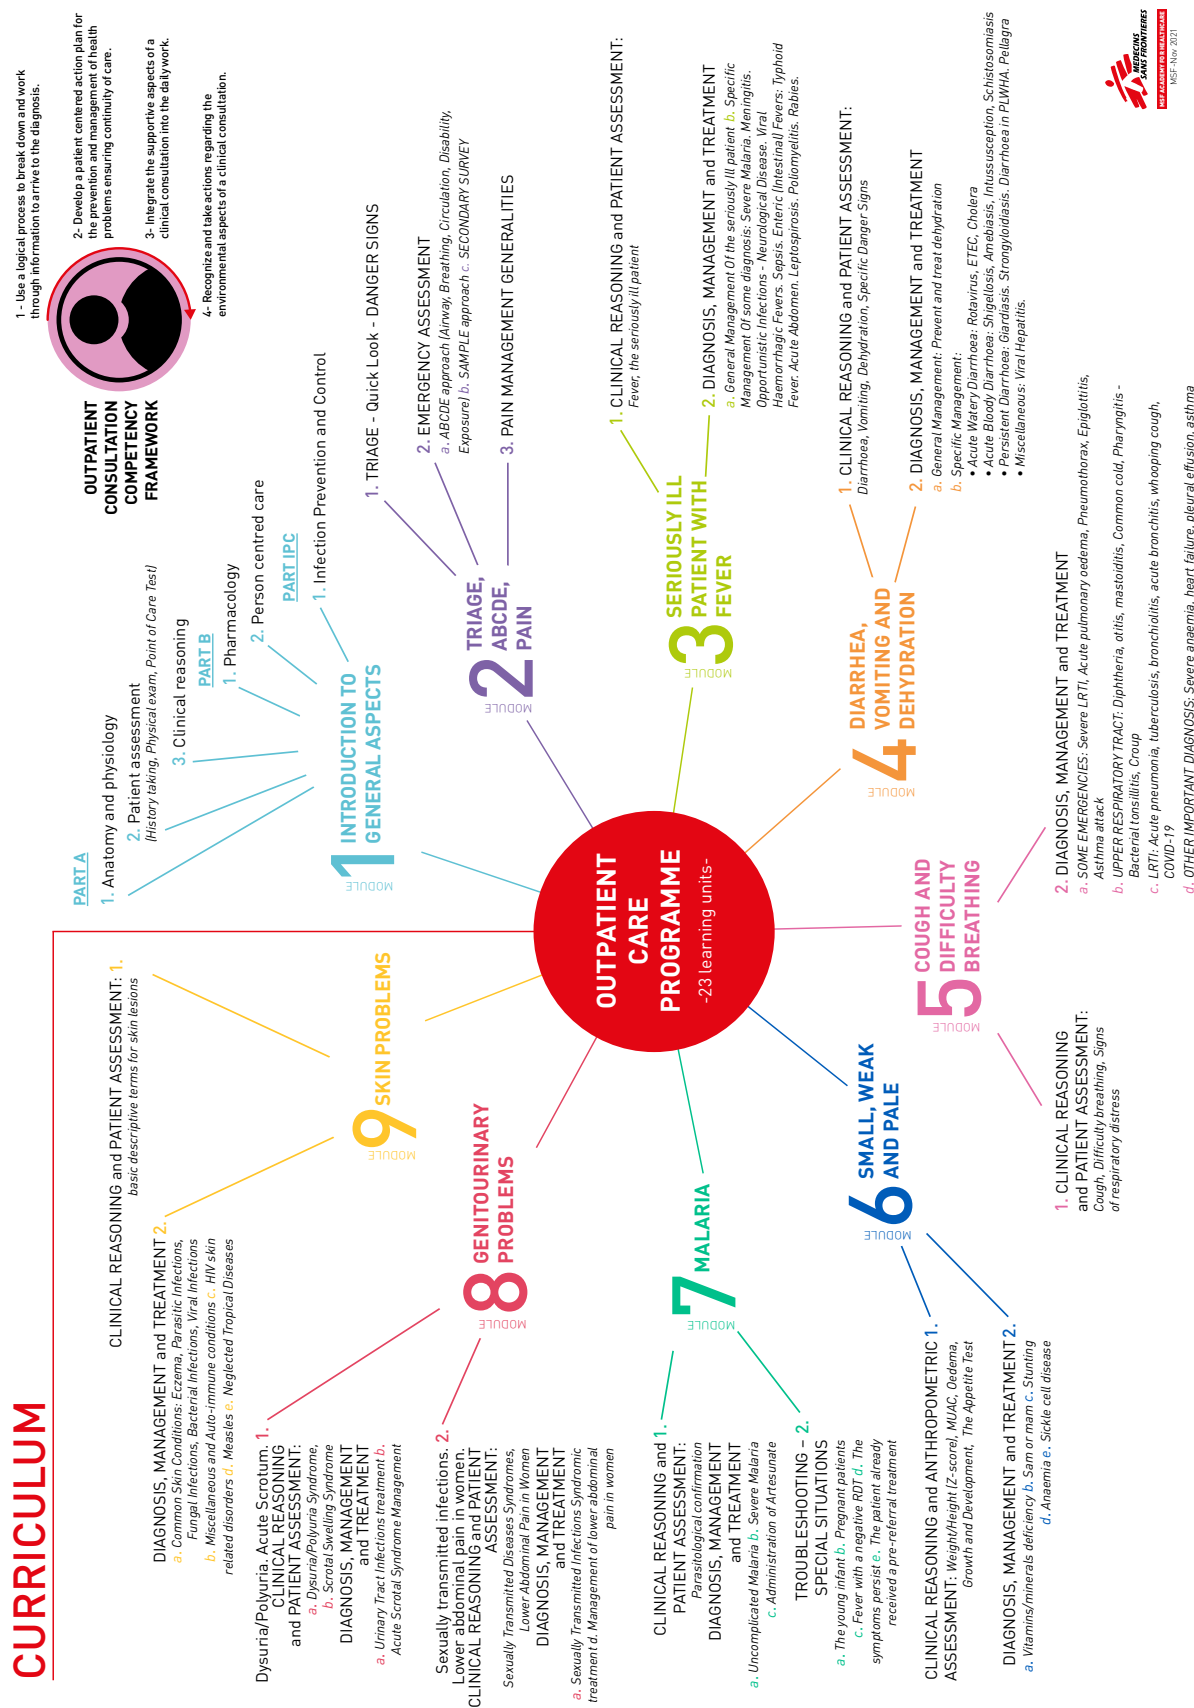 CURRICULUM
OUTPATIENT
CONSULTATION
COMPETENCY
FRAMEWORK
1 - Use a logical process to break down and work
through information to arrive to the diagnosis.
2- Develop a patient centered action plan for
the prevention and management of health
problems ensuring continuity of care.
3- Integrate the supportive aspects of a
clinical consultation into the daily work.
4- Recognize and take actions regarding the
environmental aspects of a clinical consultation.
OUTPATIENT
CARE
PROGRAMME
-23 learning units-
MODULE
1 INTRODUCTION TO
GENERAL ASPECTS
PART A
1. Anatomy and physiology
2. Patient assessment
(History taking, Physical exam, Point of Care Test)
3. Clinical reasoning
PART B
1. Pharmacology
2. Person centred care
PART IPC
1. Infection Prevention and Control
MODULE
2 TRIAGE,
ABCDE,
PAIN
1. TRIAGE - Quick Look - DANGER SIGNS
2. EMERGENCY ASSESSMENT
a. ABCDE approach (Airway, Breathing, Circulation, Disability,
Exposure) b. SAMPLE approach c. SECONDARY SURVEY
3. PAIN MANAGEMENT GENERALITIES
MODULE
3 SERIOUSLY ILL
PATIENT WITH
FEVER
1. CLINICAL REASONING and PATIENT ASSESSMENT:
Fever, the seriously ill patient
2. DIAGNOSIS, MANAGEMENT and TREATMENT
a. General Management Of the seriously Ill patient b. Specific
Management Of some diagnosis: Severe Malaria. Meningitis.
Opportunistic Infections - Neurological Disease. Viral
Haemorrhagic Fevers. Sepsis. Enteric (Intestinal) Fevers: Typhoid
Fever. Acute Abdomen. Leptospirosis. Poliomyelitis. Rabies.
MODULE
4 DIARRHEA,
VOMITING AND
DEHYDRATION
1. CLINICAL REASONING and PATIENT ASSESSMENT:
Diarrhoea, Vomiting, Dehydration, Specific Danger Signs
2. DIAGNOSIS, MANAGEMENT and TREATMENT
a. General Management: Prevent and treat dehydration
b. Specific Management:
• Acute Watery Diarrhoea: Rotavirus, ETEC, Cholera
• Acute Bloody Diarrhoea: Shigellosis, Amebiasis, Intussusception, Schistosomiasis
• Persistent Diarrhoea: Giardiasis. Strongyloidiasis. Diarrhoea in PLWHA. Pellagra
• Miscellaneous: Viral Hepatitis.
MODULE
5 COUGH AND
DIFFICULTY
BREATHING
1. CLINICAL REASONING
and PATIENT ASSESSMENT:
Cough, Difficulty breathing, Signs
of respiratory distress
2. DIAGNOSIS, MANAGEMENT and TREATMENT
a. SOME EMERGENCIES: Severe LRTI, Acute pulmonary oedema, Pneumothorax, Epiglottitis,
Asthma attack
b. UPPER RESPIRATORY TRACT: Diphtheria, otitis, mastoiditis, Common cold, Pharyngitis -
Bacterial tonsillitis, Croup
c. LRTI: Acute pneumonia, tuberculosis, bronchiolitis, acute bronchitis, whooping cough,
COVID-19
d. OTHER IMPORTANT DIAGNOSIS: Severe anaemia, heart failure, pleural effusion, asthma
MODULE
6 SMALL, WEAK
AND PALE
CLINICAL REASONING and ANTHROPOMETRIC 1.
ASSESSMENT: Weight/Height (Z-score), MUAC, Oedema,
Growth and Development, The Appetite Test
DIAGNOSIS, MANAGEMENT and TREATMENT 2.
a. Vitamins/minerals deficiency b. Sam or mam c. Stunting
d. Anaemia e. Sickle cell disease
MODULE
7 MALARIA
CLINICAL REASONING and 1.
PATIENT ASSESSMENT:
Parasitological confirmation
DIAGNOSIS, MANAGEMENT
and TREATMENT
a. Uncomplicated Malaria b. Severe Malaria
c. Administration of Artesunate
TROUBLESHOOTING – 2.
SPECIAL SITUATIONS
a. The young infant b. Pregnant patients
c. Fever with a negative RDT d. The
symptoms persist e. The patient already
received a pre-referral treatment
MODULE
8 GENITOURINARY
PROBLEMS
Dysuria/Polyuria. Acute Scrotum. 1.
CLINICAL REASONING
and PATIENT ASSESSMENT:
a. Dysuria/Polyuria Syndrome,
b. Scrotal Swelling Syndrome
DIAGNOSIS, MANAGEMENT
and TREATMENT
a. Urinary Tract Infections treatment b.
Acute Scrotal Syndrome Management
Sexually transmitted infections. 2.
Lower abdominal pain in women.
CLINICAL REASONING and PATIENT
ASSESSMENT:
Sexually Transmitted Diseases Syndromes,
Lower Abdominal Pain in Women
DIAGNOSIS, MANAGEMENT
and TREATMENT
a. Sexually Transmitted Infections Syndromic
treatment d. Management of lower abdominal
pain in women
MODULE
9 SKIN PROBLEMS
CLINICAL REASONING and PATIENT ASSESSMENT: 1.
basic descriptive terms for skin lesions
DIAGNOSIS, MANAGEMENT and TREATMENT 2.
a. Common Skin Conditions: Eczema, Parasitic Infections,
Fungal Infections, Bacterial Infections, Viral Infections
b. Miscellaneous and Auto-immune conditions c. HIV skin
related disorders d. Measles e. Neglected Tropical Diseases
MEDECINS
SANS FRONTIERES
MSF ACADEMY FOR HEALTHCARE
MSF-Nov 2021